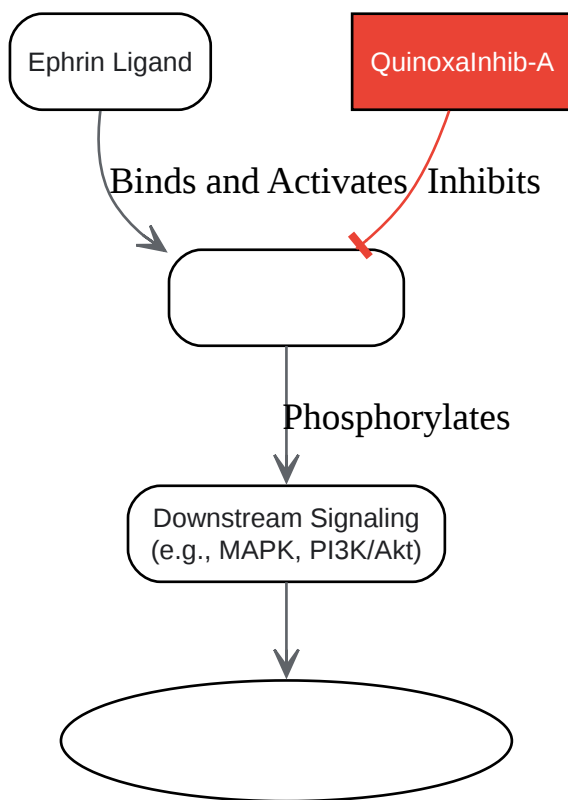 Ephrin Ligand
QuinoxaInhib-A
Binds and Activates
Inhibits
Phosphorylates
Downstream Signaling
(e.g., MAPK, PI3K/Akt)